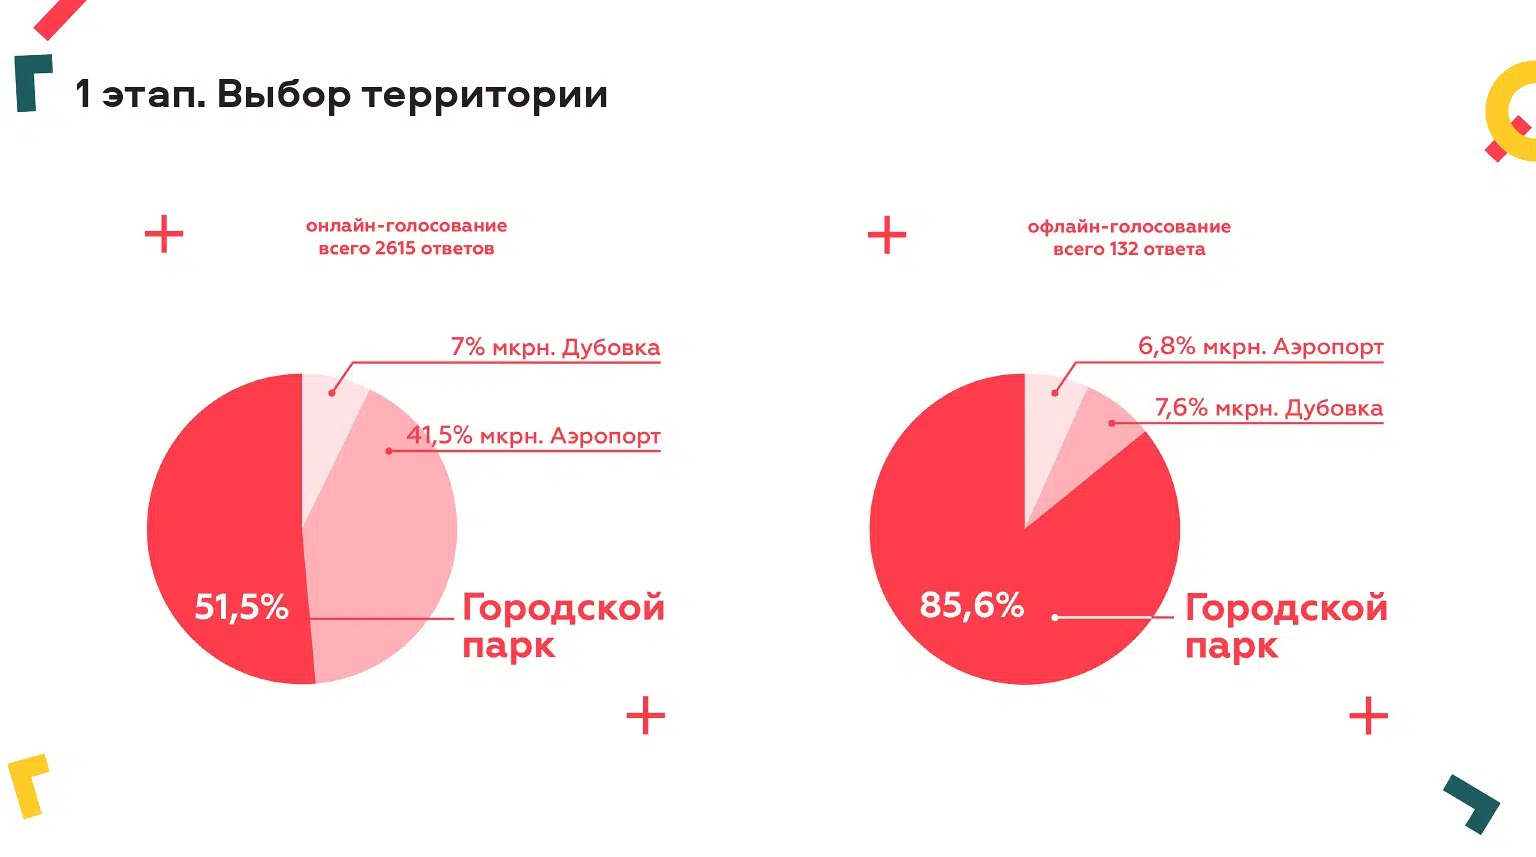 1 этап. Выбор территории
онлайн-голосование
всего 2615 ответов
7% мкрн. Дубовка
41,5% мкрн. Аэропорт
51,5%
Городской
парк
офлайн-голосование
всего 132 ответа
6,8% мкрн. Аэропорт
7,6% мкрн. Дубовка
85,6%
Городской
парк